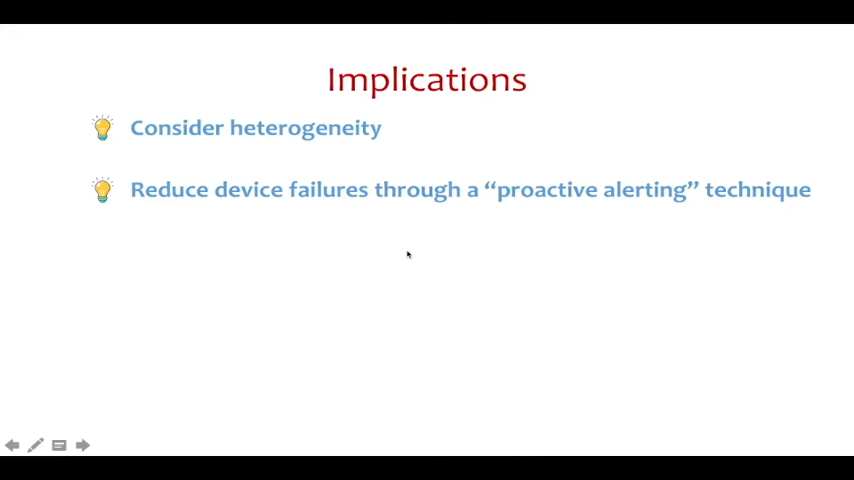 Implications
Consider heterogeneity
Reduce device failures through a “proactive alerting” technique